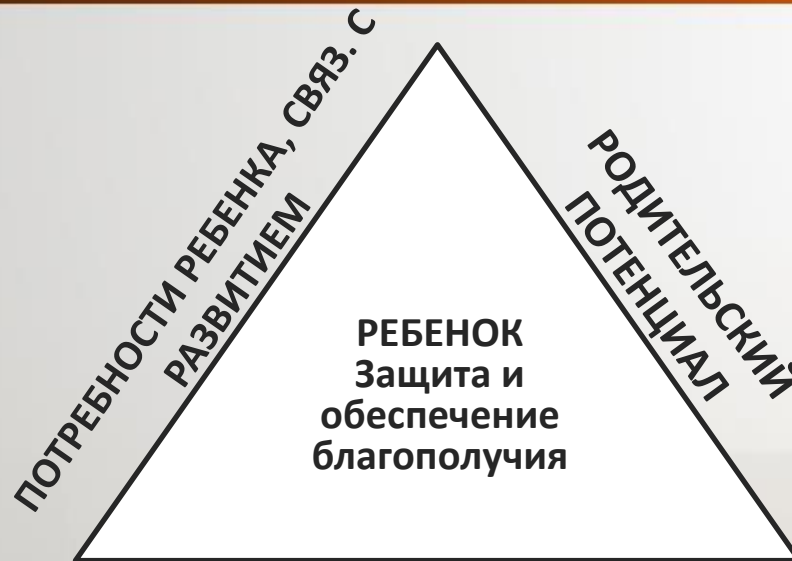 ПОТРЕБНОСТИ РЕБЕНКА, СВЯЗ. С
РАЗВИТИЕМ
РОДИТЕЛЬСКИЙ
ПОТЕНЦИАЛ
РЕБЕНОК
Защита и
обеспечение
благополучия